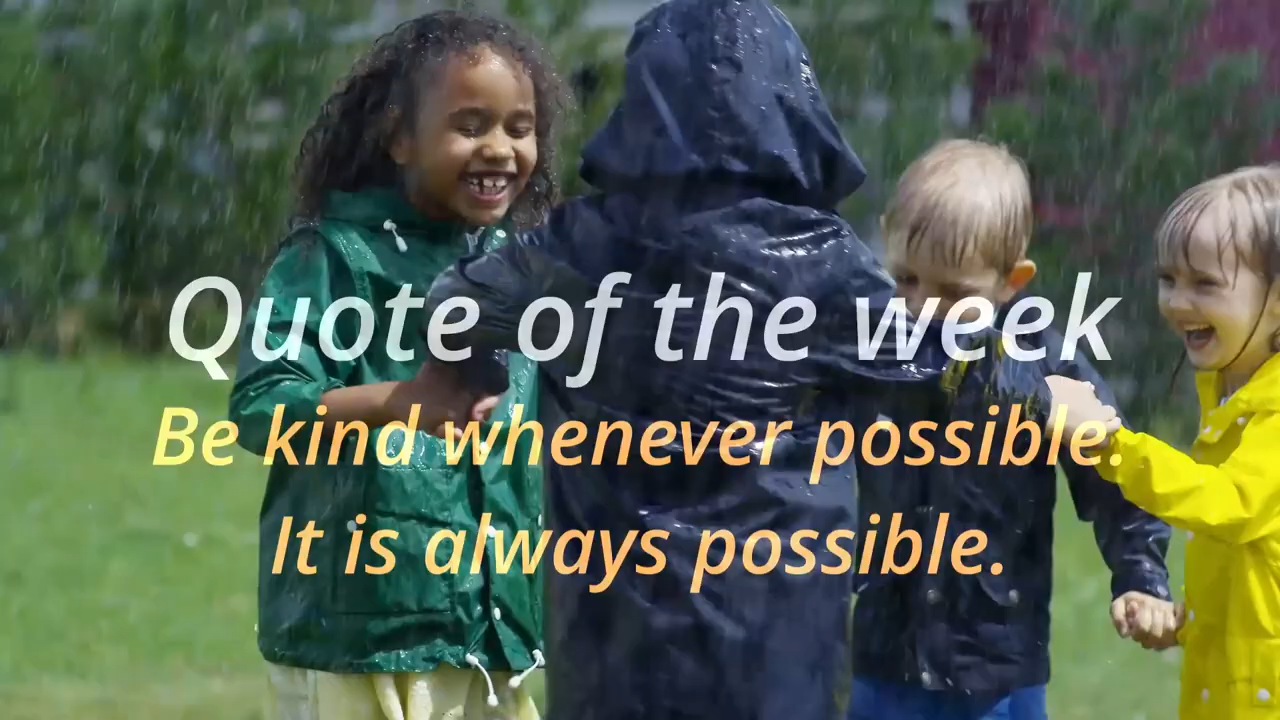 Quote of the week
Be kind whenever possible.
It is always possible.